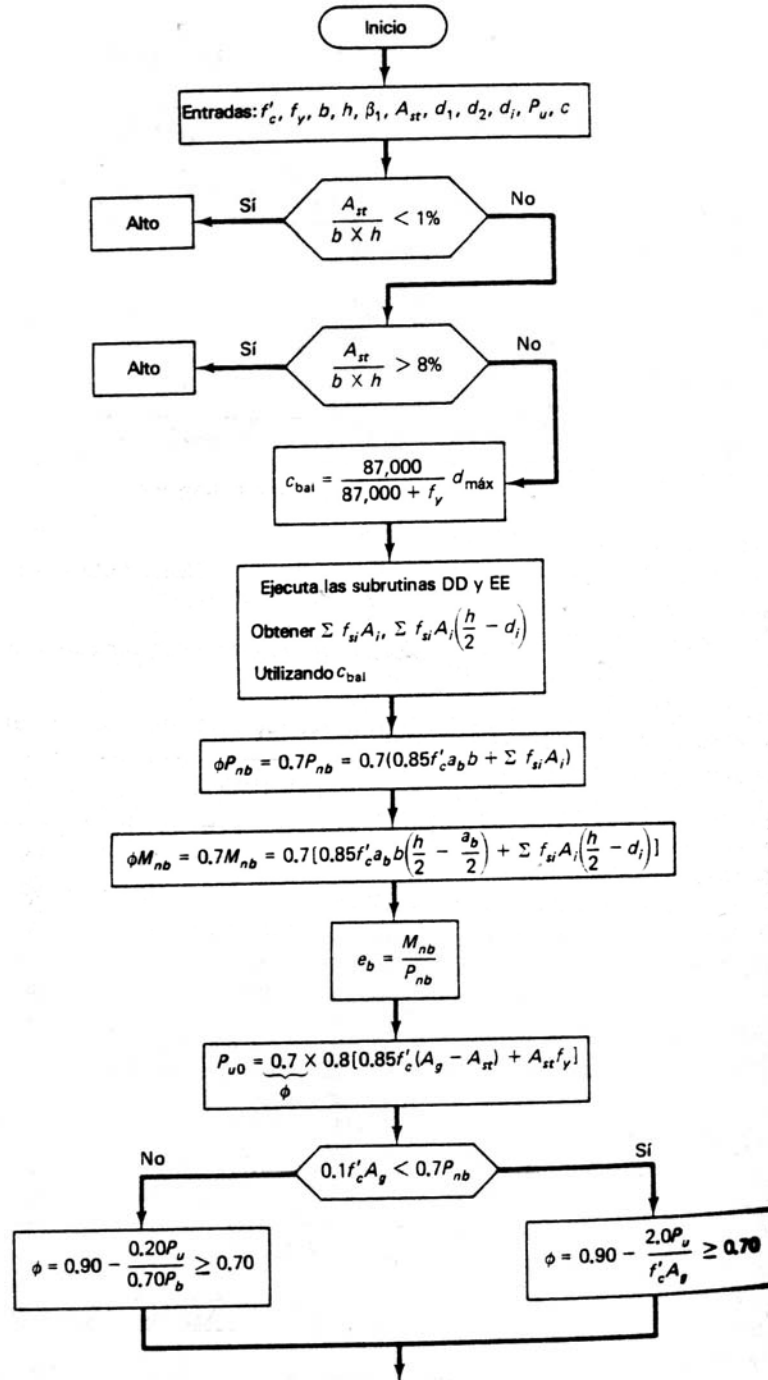 Inicio
Entradas: f'c, fy, b, h, β1, Ast, d1, d2, di, Pu, c
Sí
Ast / b × h < 1%
No
Alto
Sí
Ast / b × h > 8%
No
Alto
cbal = 87,000 / 87,000 + fy dmáx
Ejecuta las subrutinas DD y EE
Obtener Σ fsiAi, Σ fsiAi(h/2 − di)
Utilizando cbal
ϕPnb = 0.7Pnb = 0.7(0.85f'cabb + Σ fsiAi)
ϕMnb = 0.7Mnb = 0.7[0.85f'cabb(h/2 − ab/2) + Σ fsiAi(h/2 − di)]
eb = Mnb / Pnb
Pu0 = 0.7 × 0.8[0.85f'c(Ag − Ast) + Astfy]
ϕ
No
0.1f'cAg < 0.7Pnb
Sí
ϕ = 0.90 − 0.20Pu / 0.70Pb ≥ 0.70
ϕ = 0.90 − 2.0Pu / f'cAg ≥ 0.70